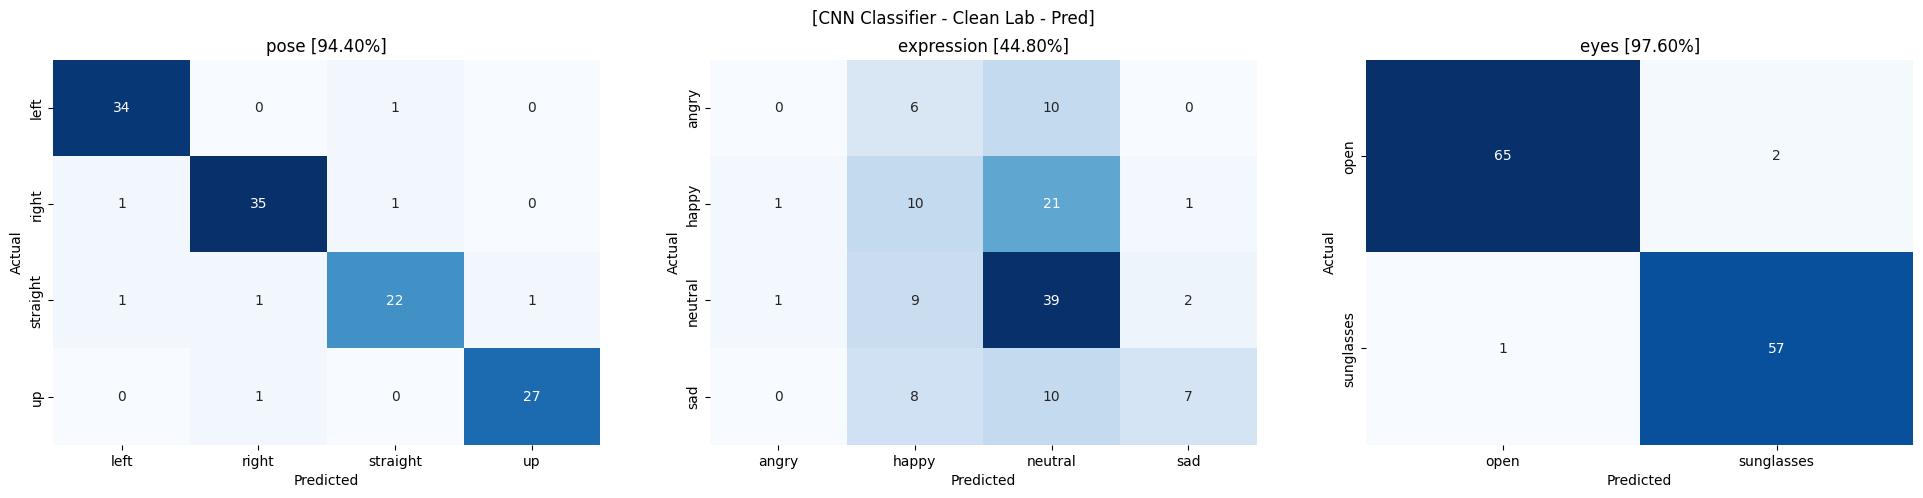 [CNN Classifier - Clean Lab - Pred]
pose [94.40%]
Actual
left
34 0 1 0
right
1 35 1 0
straight
1 1 22 1
up
0 1 0 27
left right straight up
Predicted
expression [44.80%]
Actual
angry
0 6 10 0
happy
1 10 21 1
neutral
1 9 39 2
sad
0 8 10 7
angry happy neutral sad
Predicted
eyes [97.60%]
Actual
open
65 2
sunglasses
1 57
open sunglasses
Predicted